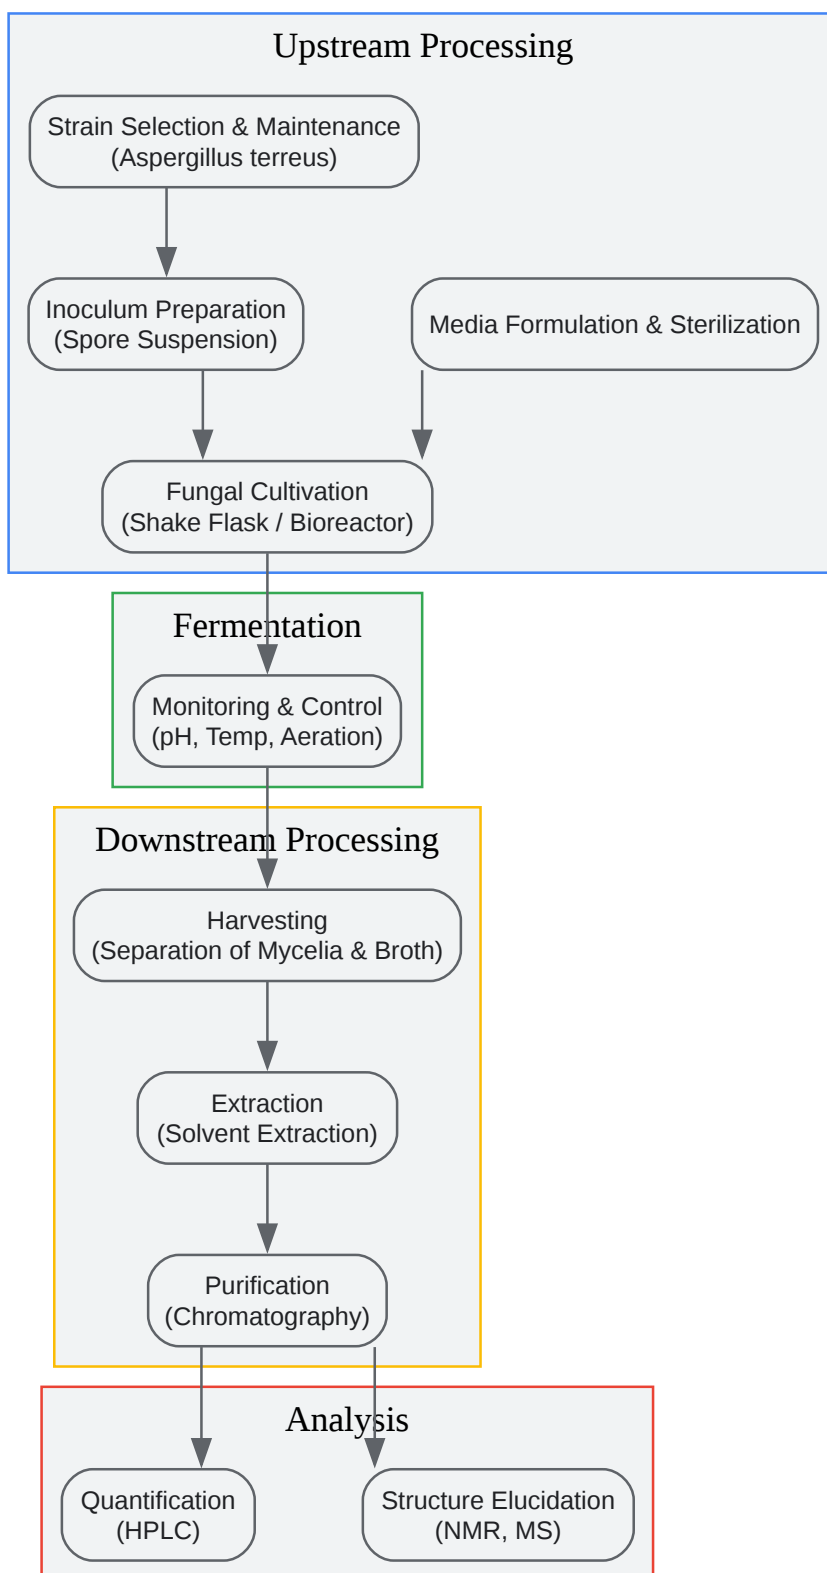 Upstream Processing
Strain Selection & Maintenance
(Aspergillus terreus)
Inoculum Preparation
(Spore Suspension)
Media Formulation & Sterilization
Fungal Cultivation
(Shake Flask / Bioreactor)
Fermentation
Monitoring & Control
(pH, Temp, Aeration)
Downstream Processing
Harvesting
(Separation of Mycelia & Broth)
Extraction
(Solvent Extraction)
Purification
(Chromatography)
Analysis
Quantification
(HPLC)
Structure Elucidation
(NMR, MS)